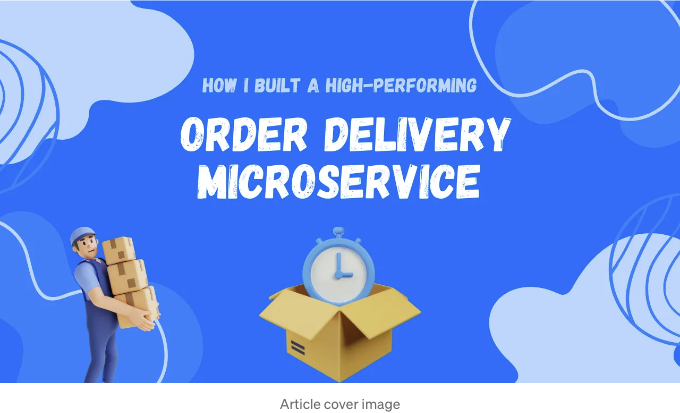 HOW I BUILT A HIGH-PERFORMING
ORDER DELIVERY
MICROSERVICE
Article cover image